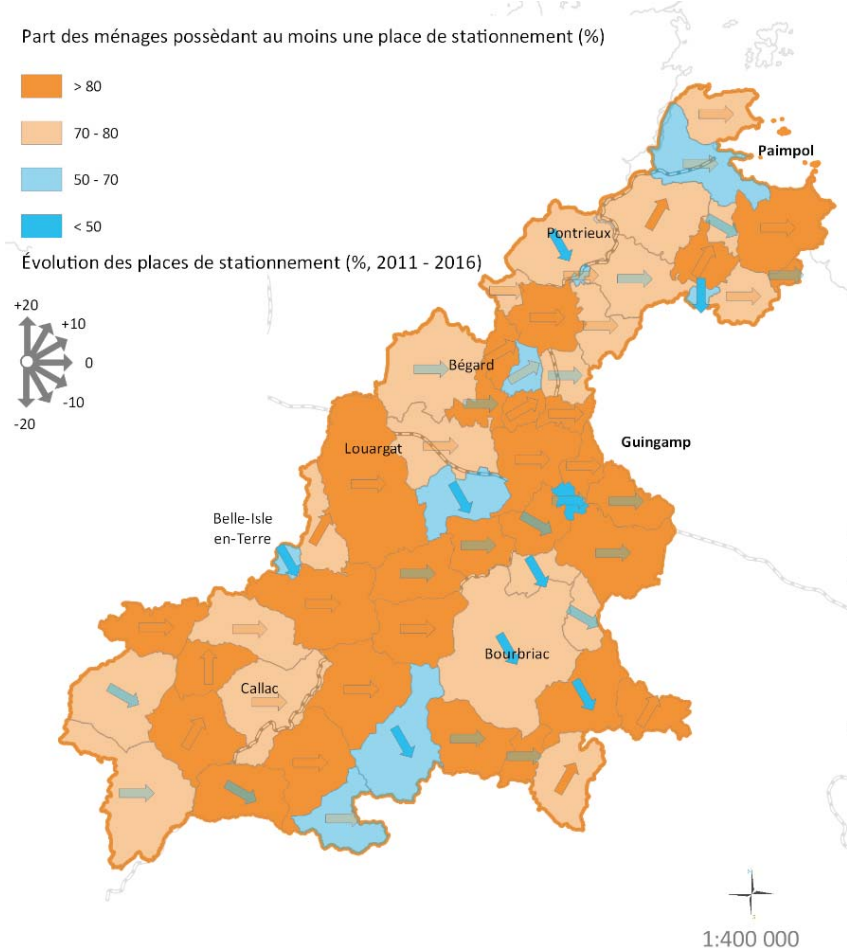 Part des ménages possèdant au moins une place de stationnement (%)
> 80
70 - 80
50 - 70
< 50
Évolution des places de stationnement (%, 2011 - 2016)
+20
+10
0
-10
-20
Paimpol
Pontrieux
Bégard
Louargat
Guingamp
Belle-Isle
en-Terre
Bourbriac
Callac
1:400 000